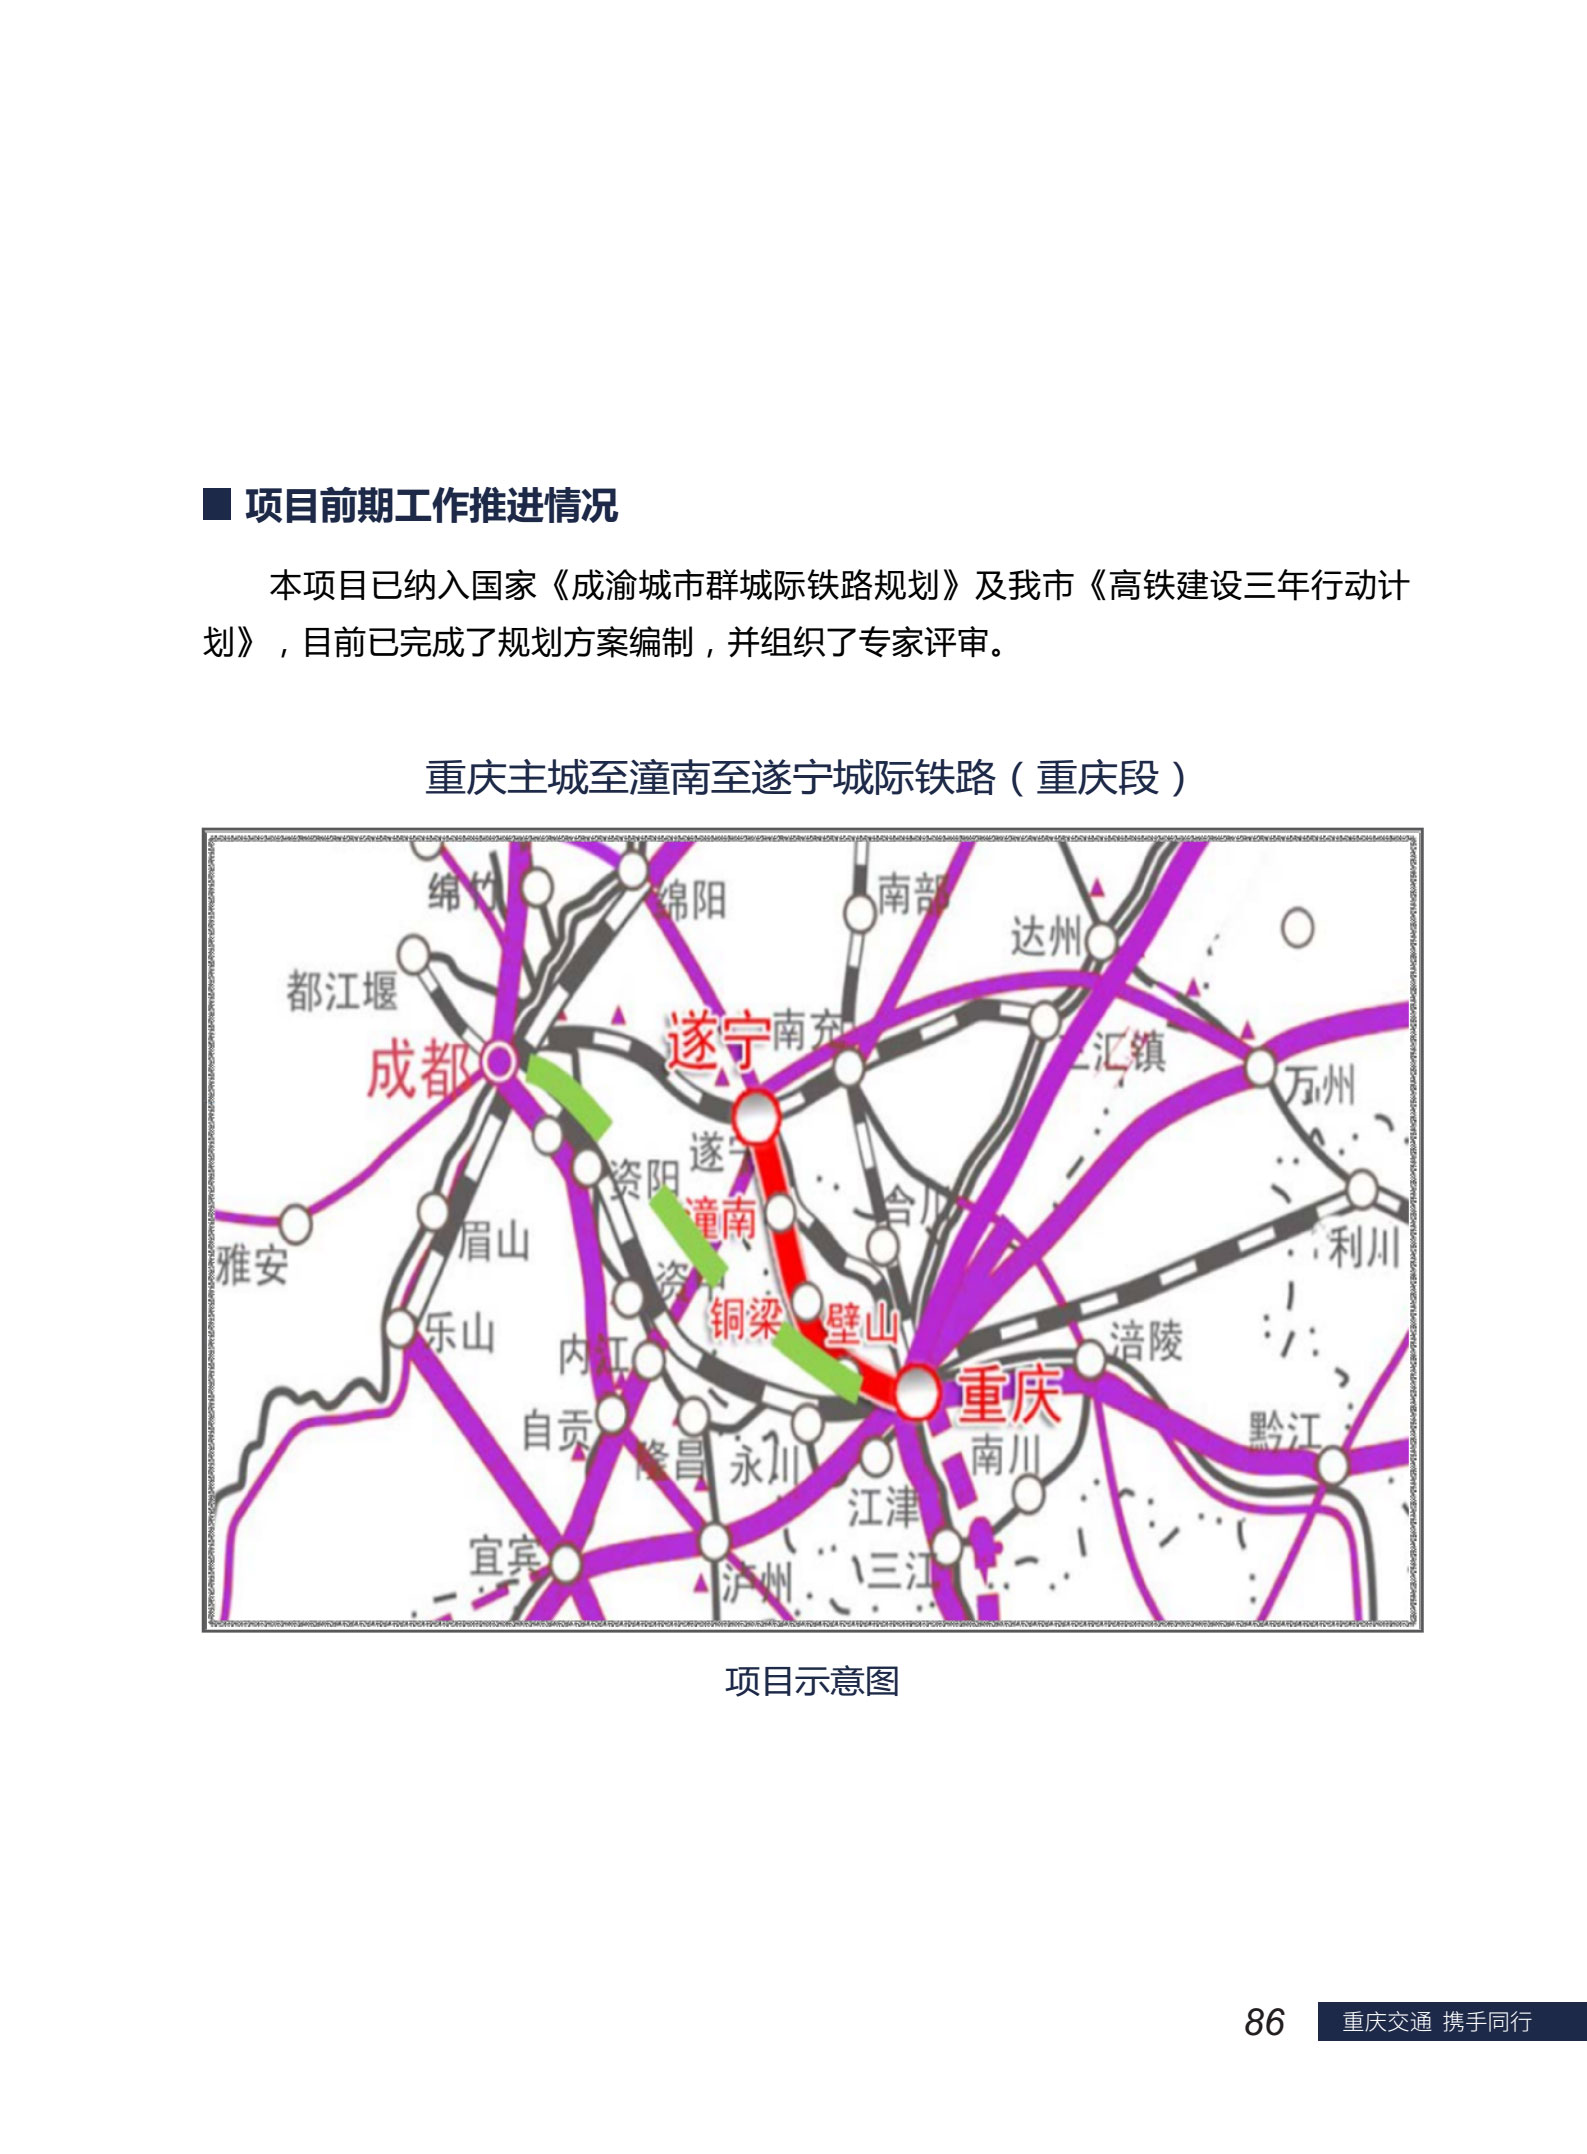 项目前期工作推进情况
本项目已纳入国家《成渝城市群城际铁路规划》及我市《高铁建设三年行动计
划》，目前已完成了规划方案编制，并组织了专家评审。
重庆主城至潼南至遂宁城际铁路（重庆段）
绵竹
绵阳
南部
达州
都江堰
成都
遂宁
南充
三汇镇
万州
遂宁
资阳
潼南
合川
雅安
眉山
资中
利川
铜梁
璧山
乐山
内江
涪陵
重庆
自贡
隆昌
永川
南川
黔江
江津
宜宾
泸州
三江
项目示意图
86
重庆交通 携手同行